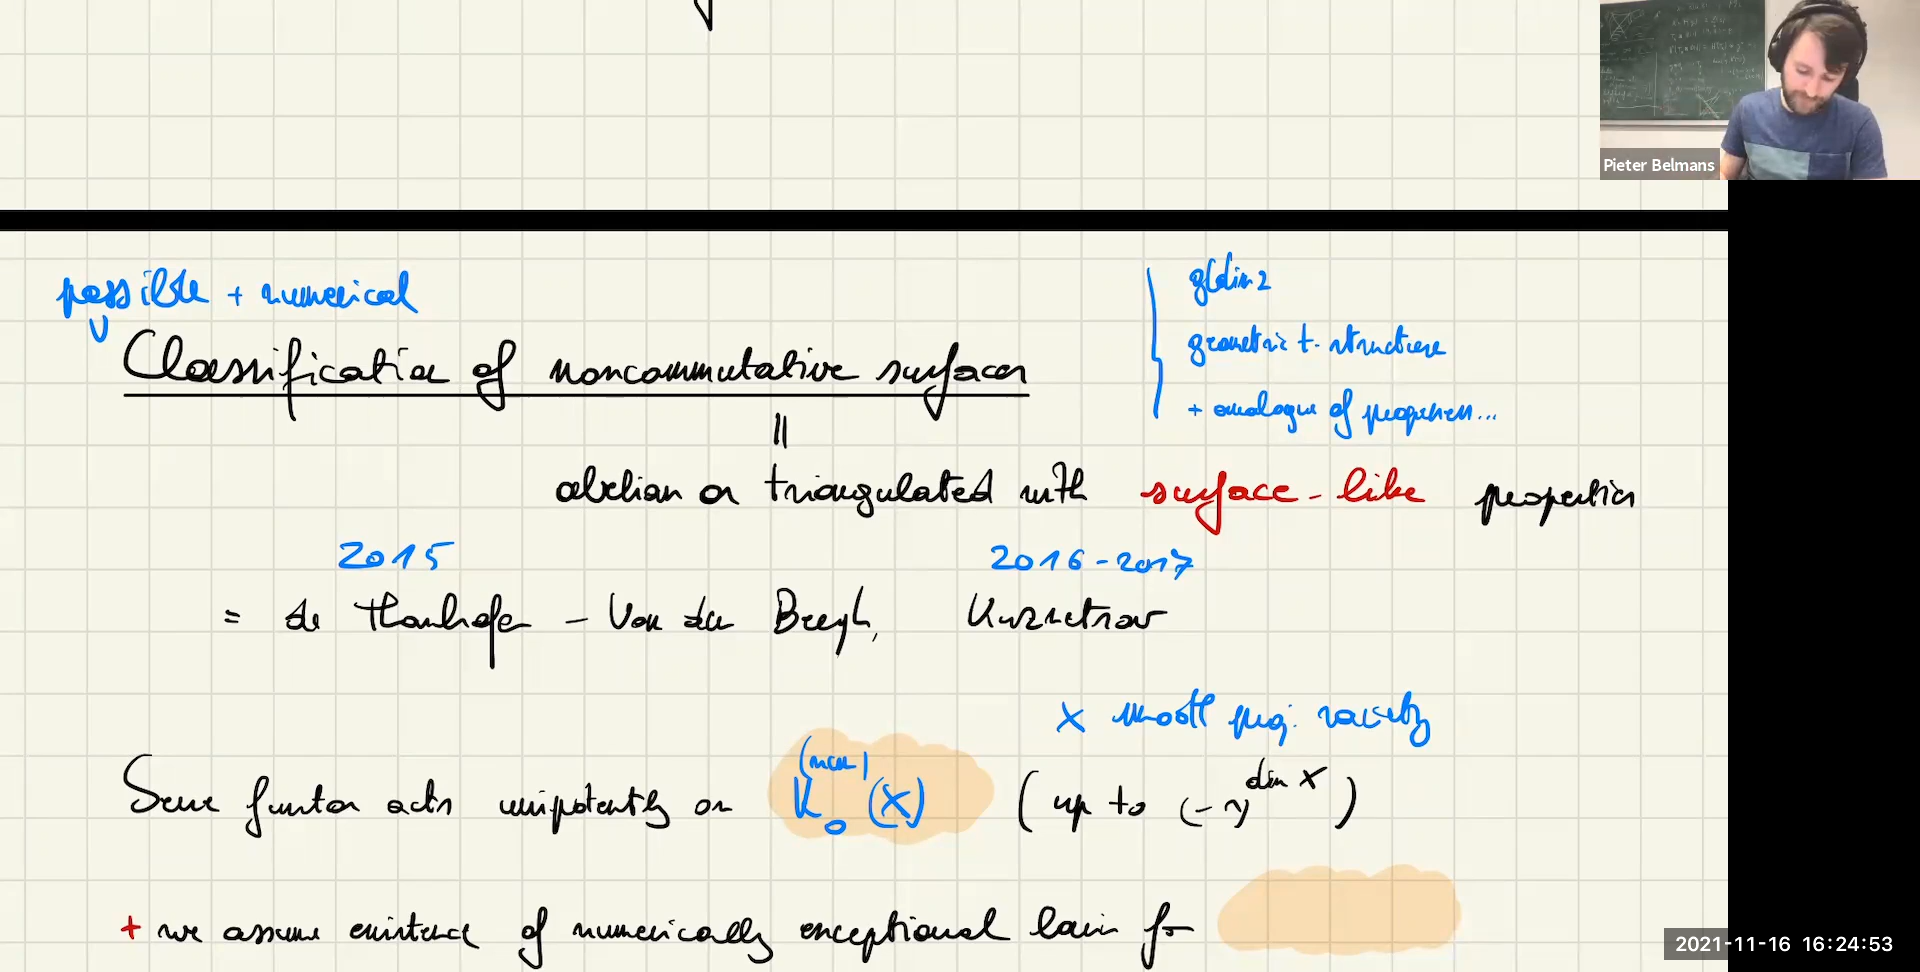 Pieter Belmans
possible + numerical
Classification of noncommutative surfaces
gldim 2
geometric t-structure
+ analogue of properties...
=
abelian or triangulated with surface-like properties
2015 2016-2017
= de Thanhoffer - Van den Bergh, Kuznetsov
X smooth proj. variety
Serre functor acts unipotently on K₀^(num)(X) (up to (-1)^dim X)
+ we assume existence of numerically exceptional basis for
2021-11-16 16:24:53